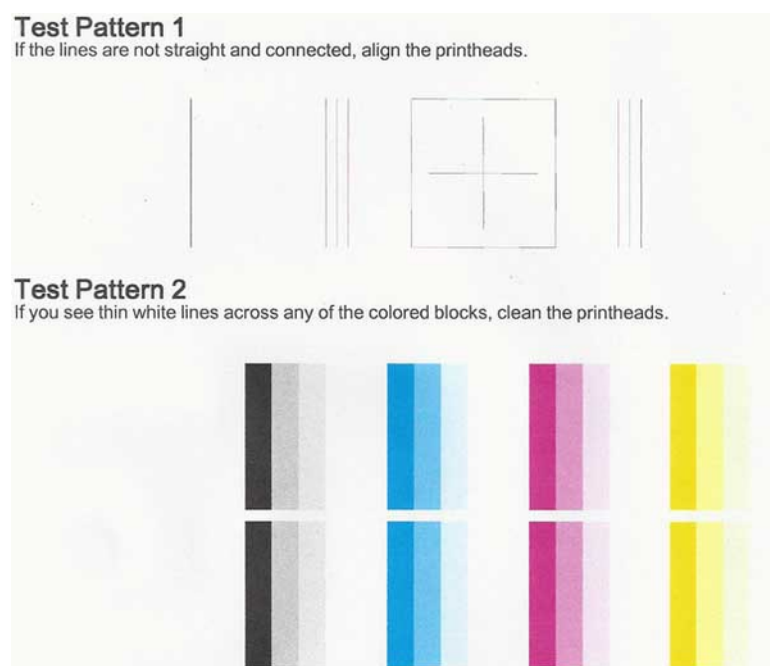 Test Pattern 1
If the lines are not straight and connected, align the printheads.
Test Pattern 2
If you see thin white lines across any of the colored blocks, clean the printheads.